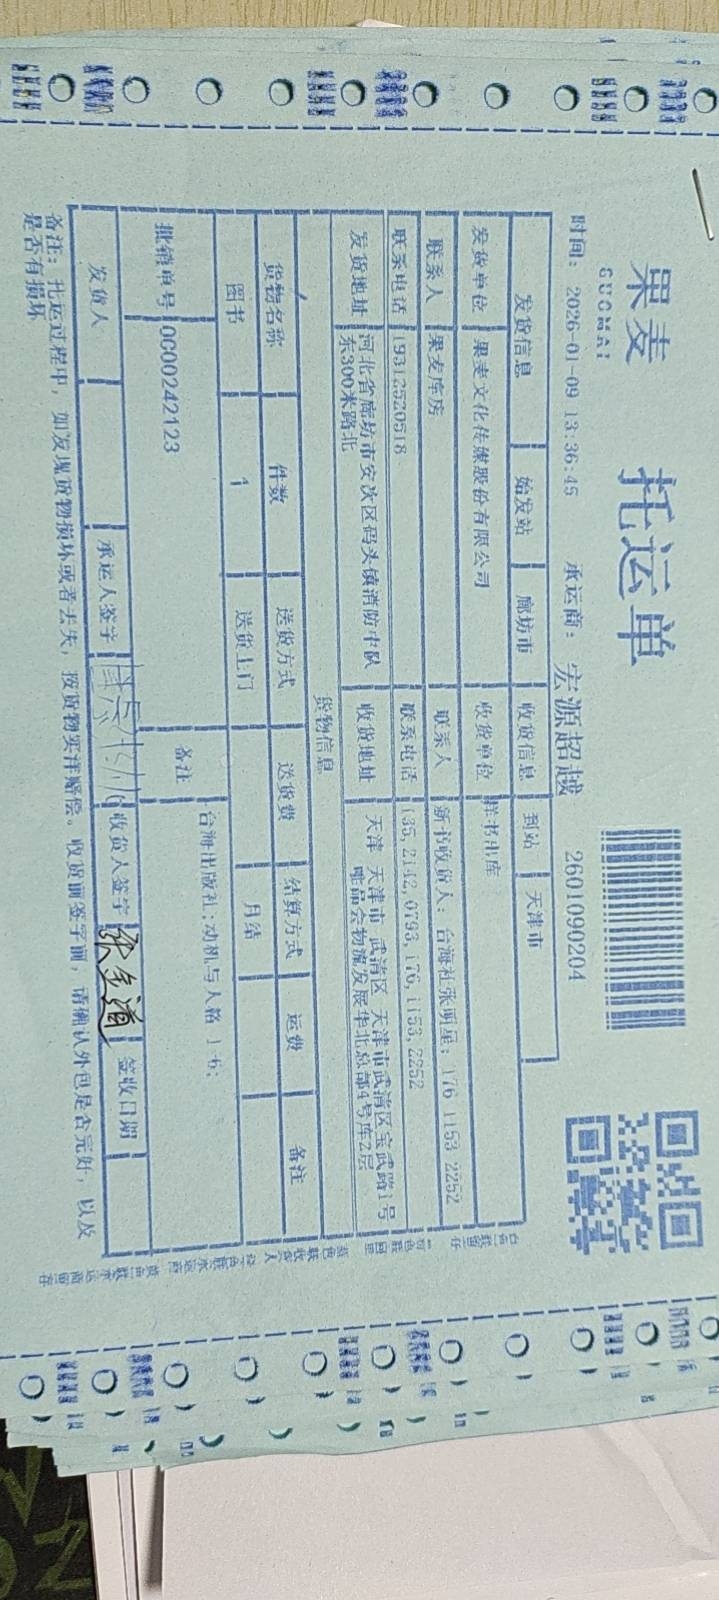 果麦
GUOMAI
托运单
时间：2026-01-09 13:36:45 承运商：宏源超越 2601090204
发货信息 始发站 廊坊市 收货信息 到站 天津市
发货单位 果麦文化传媒股份有限公司 收货单位 样书出库
联系人 果麦库房 联系人 新书收货人：台海社张明星：176 1153 2252
联系电话 19312520518 联系电话 135,2142,0793,176,1153,2252
发货地址 河北省廊坊市安次区码头镇消防中队东300米路北 收货地址 天津 天津市 武清区 天津市武清区宝武路1号唯品会物流发展华北总部4号库2层
货物信息
货物名称 件数 送货方式 送货费 结算方式 运费 备注
图书 1 送货上门 月结
批销单号 0G00242123 备注 台海出版社：动机与人格 1-6；
发货人 承运人签字 收货人签字 签收日期
备注：托运过程中，如发现货物损坏或者丢失，按货物实洋赔偿。收货前签字前，请确认外包是否完好，以及
是否有损坏